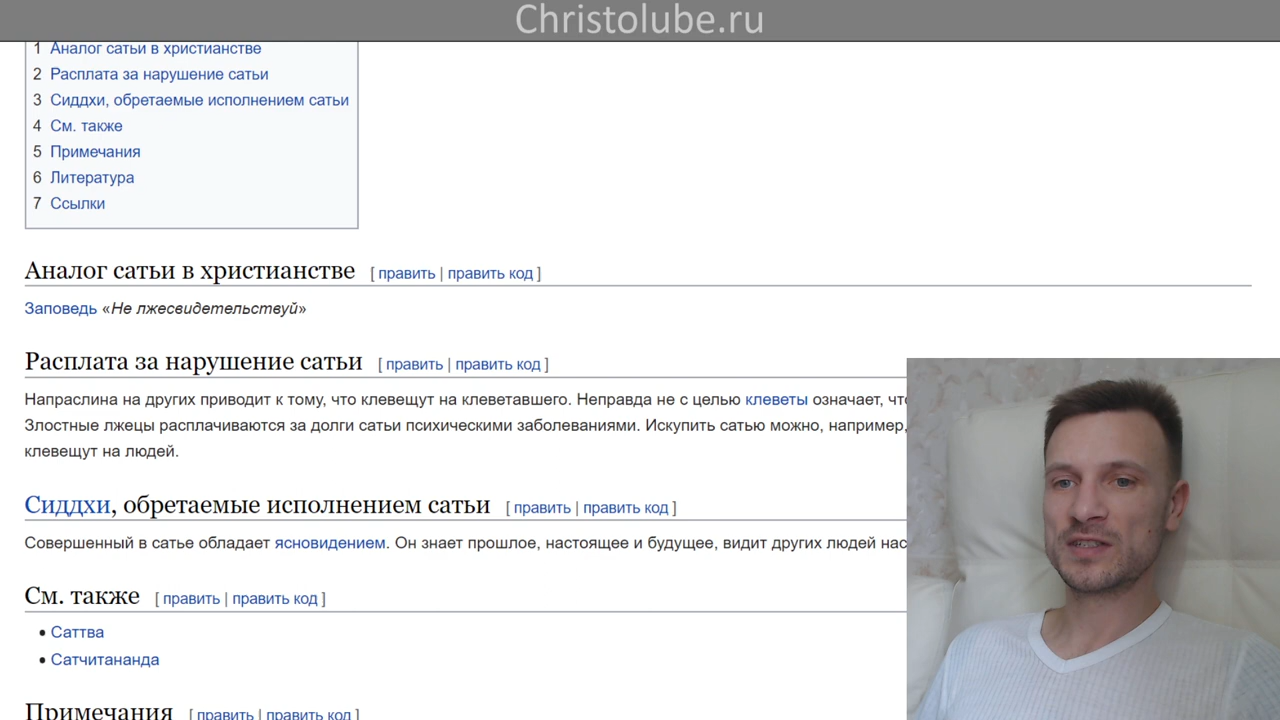 Christolube.ru
1 Аналог сатьи в христианстве
2 Расплата за нарушение сатьи
3 Сиддхи, обретаемые исполнением сатьи
4 См. также
5 Примечания
6 Литература
7 Ссылки
Аналог сатьи в христианстве [ править | править код ]
Заповедь «Не лжесвидетельствуй»
Расплата за нарушение сатьи [ править | править код ]
Напраслина на других приводит к тому, что клевещут на клеветавшего. Неправда не с целью клеветы означает,
Злостные лжецы расплачиваются за долги сатьи психическими заболеваниями. Искупить сатью можно, например,
клевещут на людей.
Сиддхи, обретаемые исполнением сатьи [ править | править код ]
Совершенный в сатье обладает ясновидением. Он знает прошлое, настоящее и будущее, видит других людей
См. также [ править | править код ]
• Саттва
• Сатчитананда
Примечания [ править | править код ]